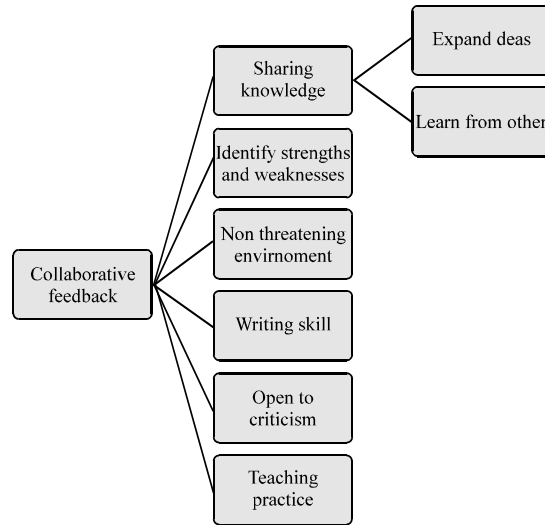 Expand deas
Sharing
knowledge
Learn from other
Identify strengths
and weaknesses
Non threatening
envirnoment
Collaborative
feedback
Writing skill
Open to
criticism
Teaching
practice